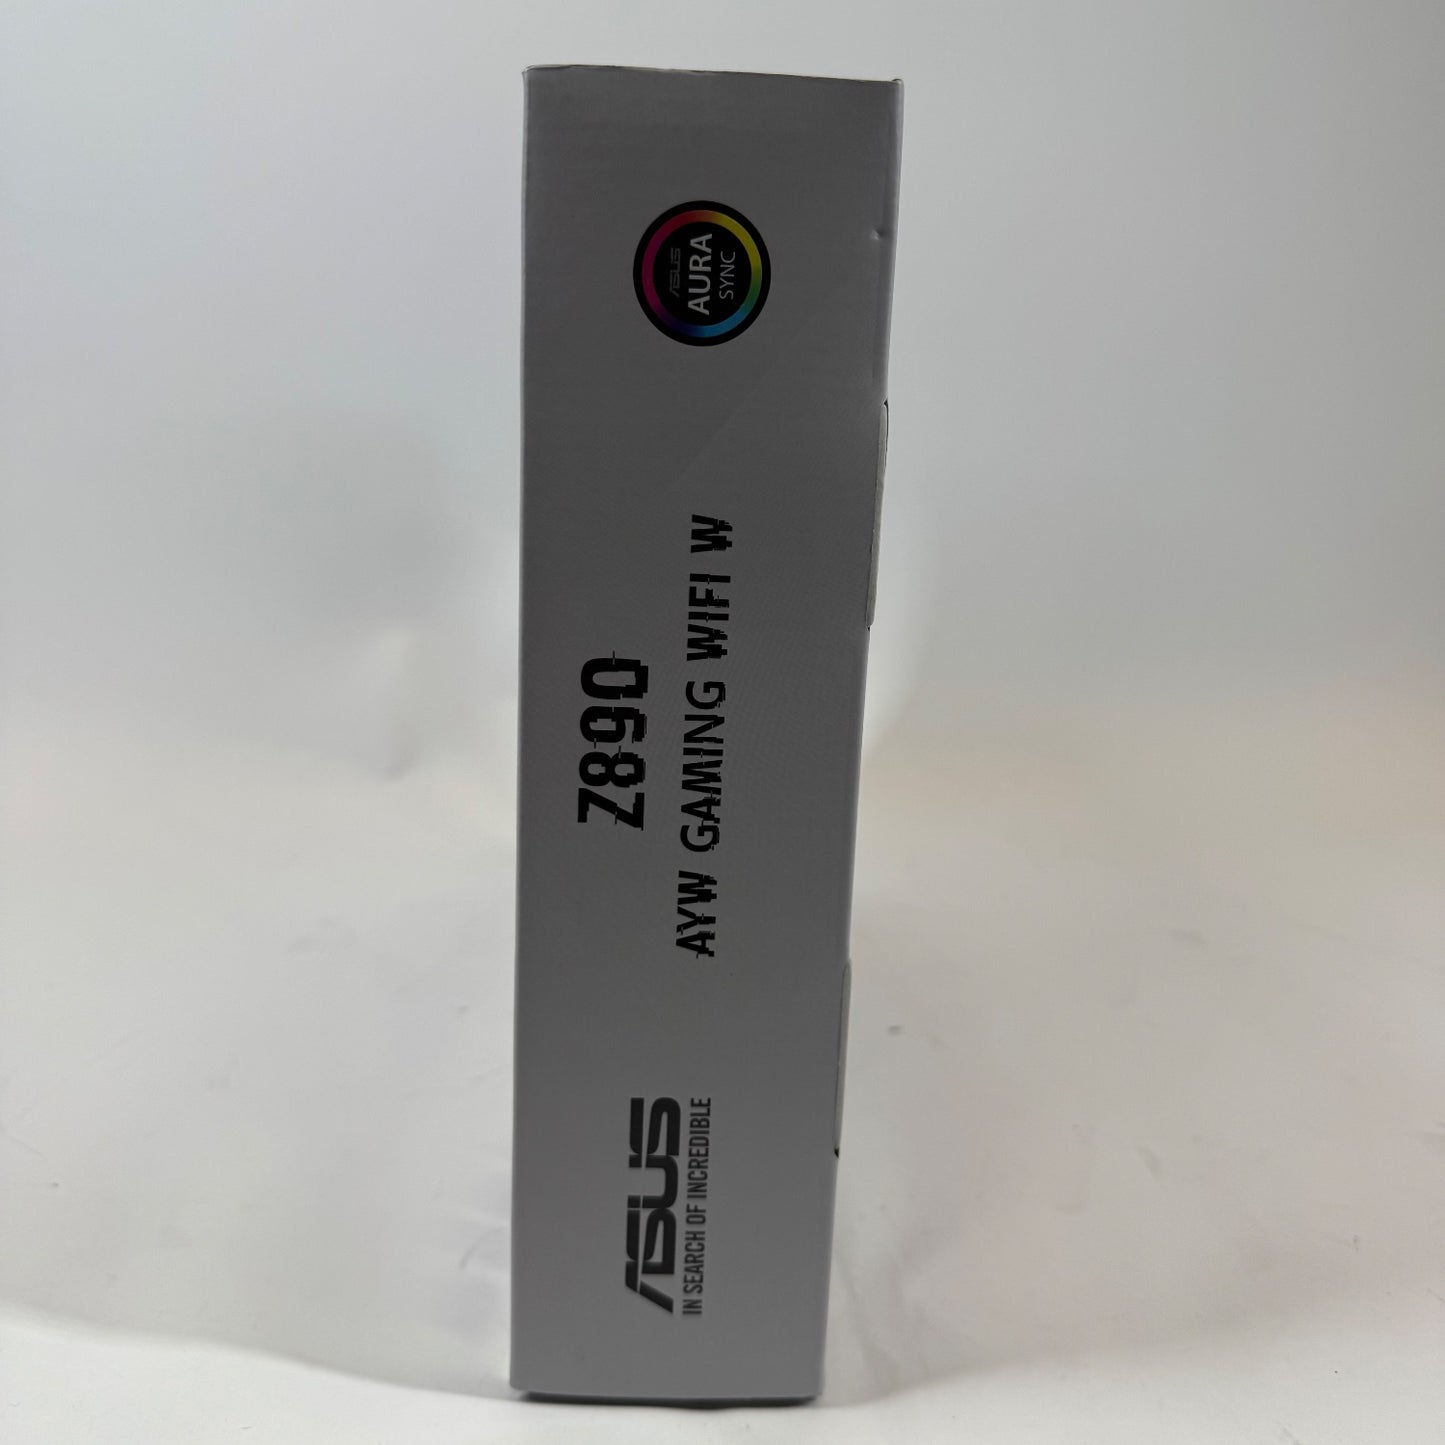 ASUS
IN SEARCH OF INCREDIBLE
Z890
AYW GAMING WIFI W
ASUS
AURA
SYNC